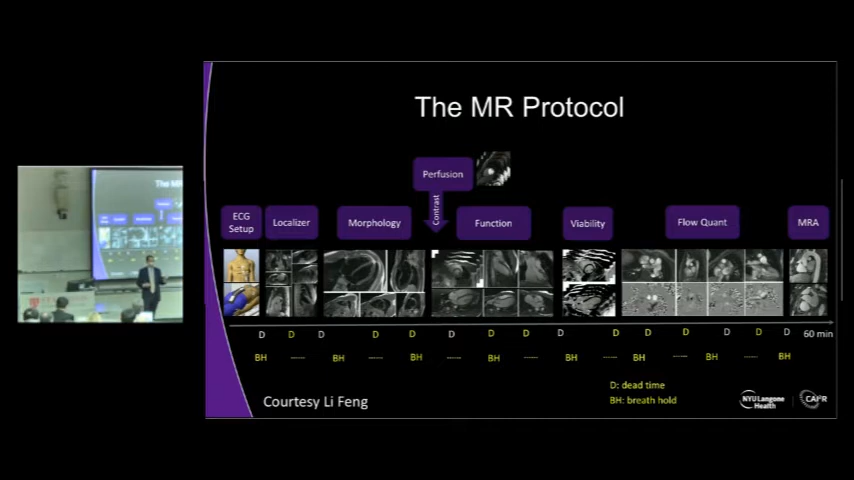 The MR Protocol
Perfusion
Contrast
ECG Setup
Localizer
Morphology
Function
Viability
Flow Quant
MRA
D D D D D D D D D D D D D D 60 min
BH ---- BH ---- BH ---- BH ---- BH ---- BH ---- BH ---- BH
D: dead time
BH: breath hold
Courtesy Li Feng
NYU Langone
Health
CAI²R